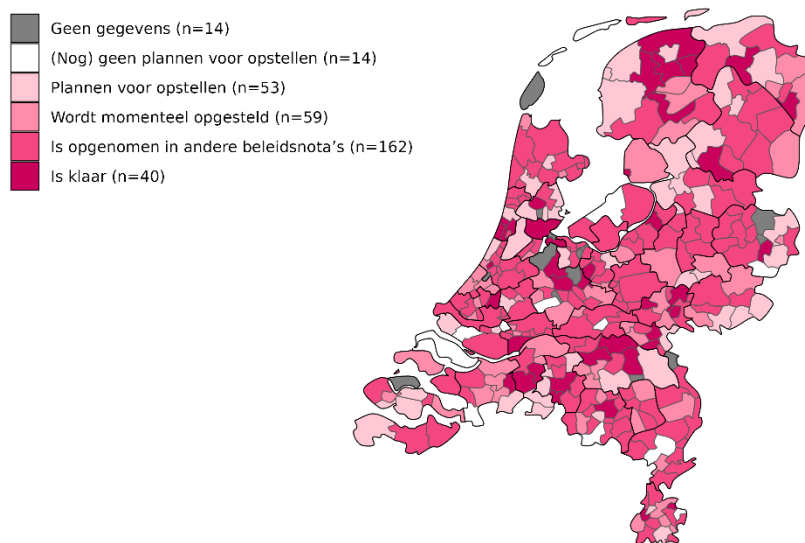 Geen gegevens (n=14)
(Nog) geen plannen voor opstellen (n=14)
Plannen voor opstellen (n=53)
Wordt momenteel opgesteld (n=59)
Is opgenomen in andere beleidsnota’s (n=162)
Is klaar (n=40)